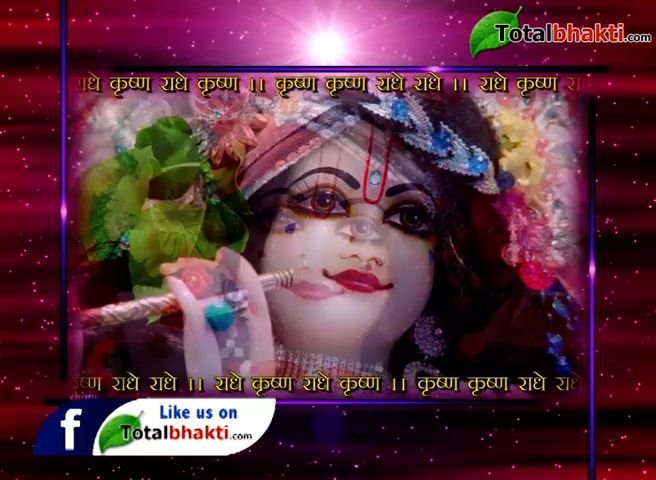 Totalbhakti.com
राधे कृष्ण राधे कृष्ण ।। कृष्ण कृष्ण राधे राधे ।। राधे कृष्ण
राधे राधे ।। राधे कृष्ण राधे कृष्ण ।। कृष्ण कृष्ण राधे
f Like us on
Totalbhakti.com